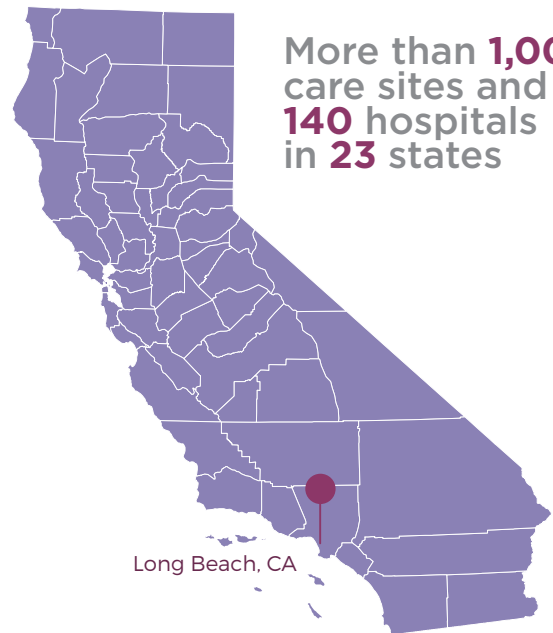 More than 1,00
care sites and
140 hospitals
in 23 states
Long Beach, CA